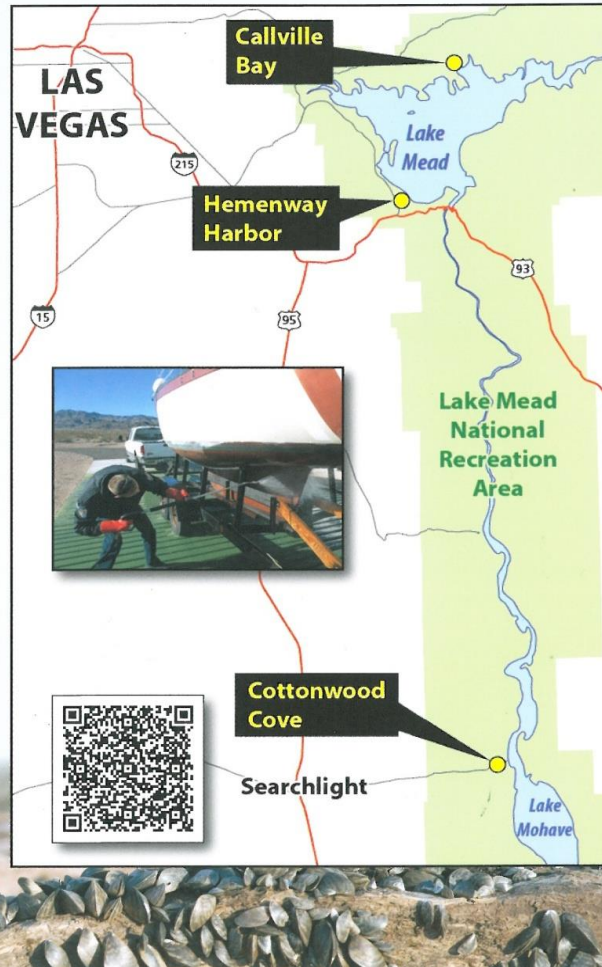 Callville
Bay
LAS
VEGAS
Lake
Mead
215
Hemenway
Harbor
93
15
95
Lake Mead
National
Recreation
Area
Cottonwood
Cove
Searchlight
Lake
Mohave